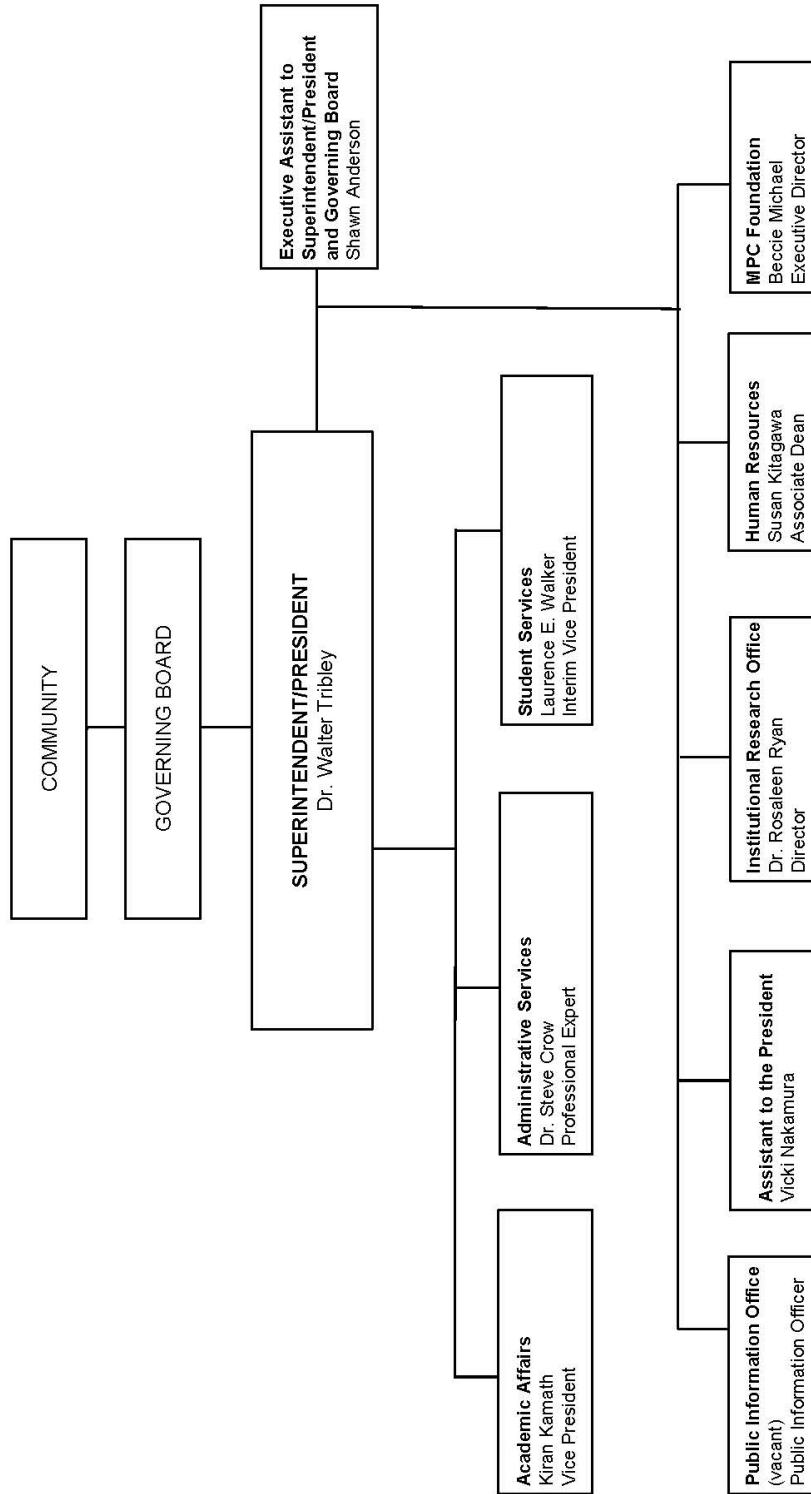 COMMUNITY
GOVERNING BOARD
SUPERINTENDENT/PRESIDENT
Dr. Walter Tribley
Executive Assistant to
Superintendent/President
and Governing Board
Shawn Anderson
Academic Affairs
Kiran Kamath
Vice President
Administrative Services
Dr. Steve Crow
Professional Expert
Student Services
Laurence E. Walker
Interim Vice President
Public Information Office
(vacant)
Public Information Officer
Assistant to the President
Vicki Nakamura
Institutional Research Office
Dr. Rosaleen Ryan
Director
Human Resources
Susan Kitagawa
Associate Dean
MPC Foundation
Beccie Michael
Executive Director